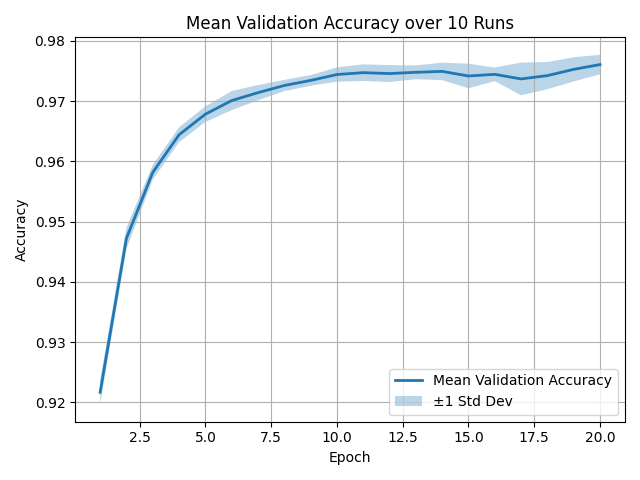 Mean Validation Accuracy over 10 Runs
0.98
0.97
0.96
0.95
0.94
0.93
0.92
Accuracy
Mean Validation Accuracy
±1 Std Dev
2.5 5.0 7.5 10.0 12.5 15.0 17.5 20.0
Epoch